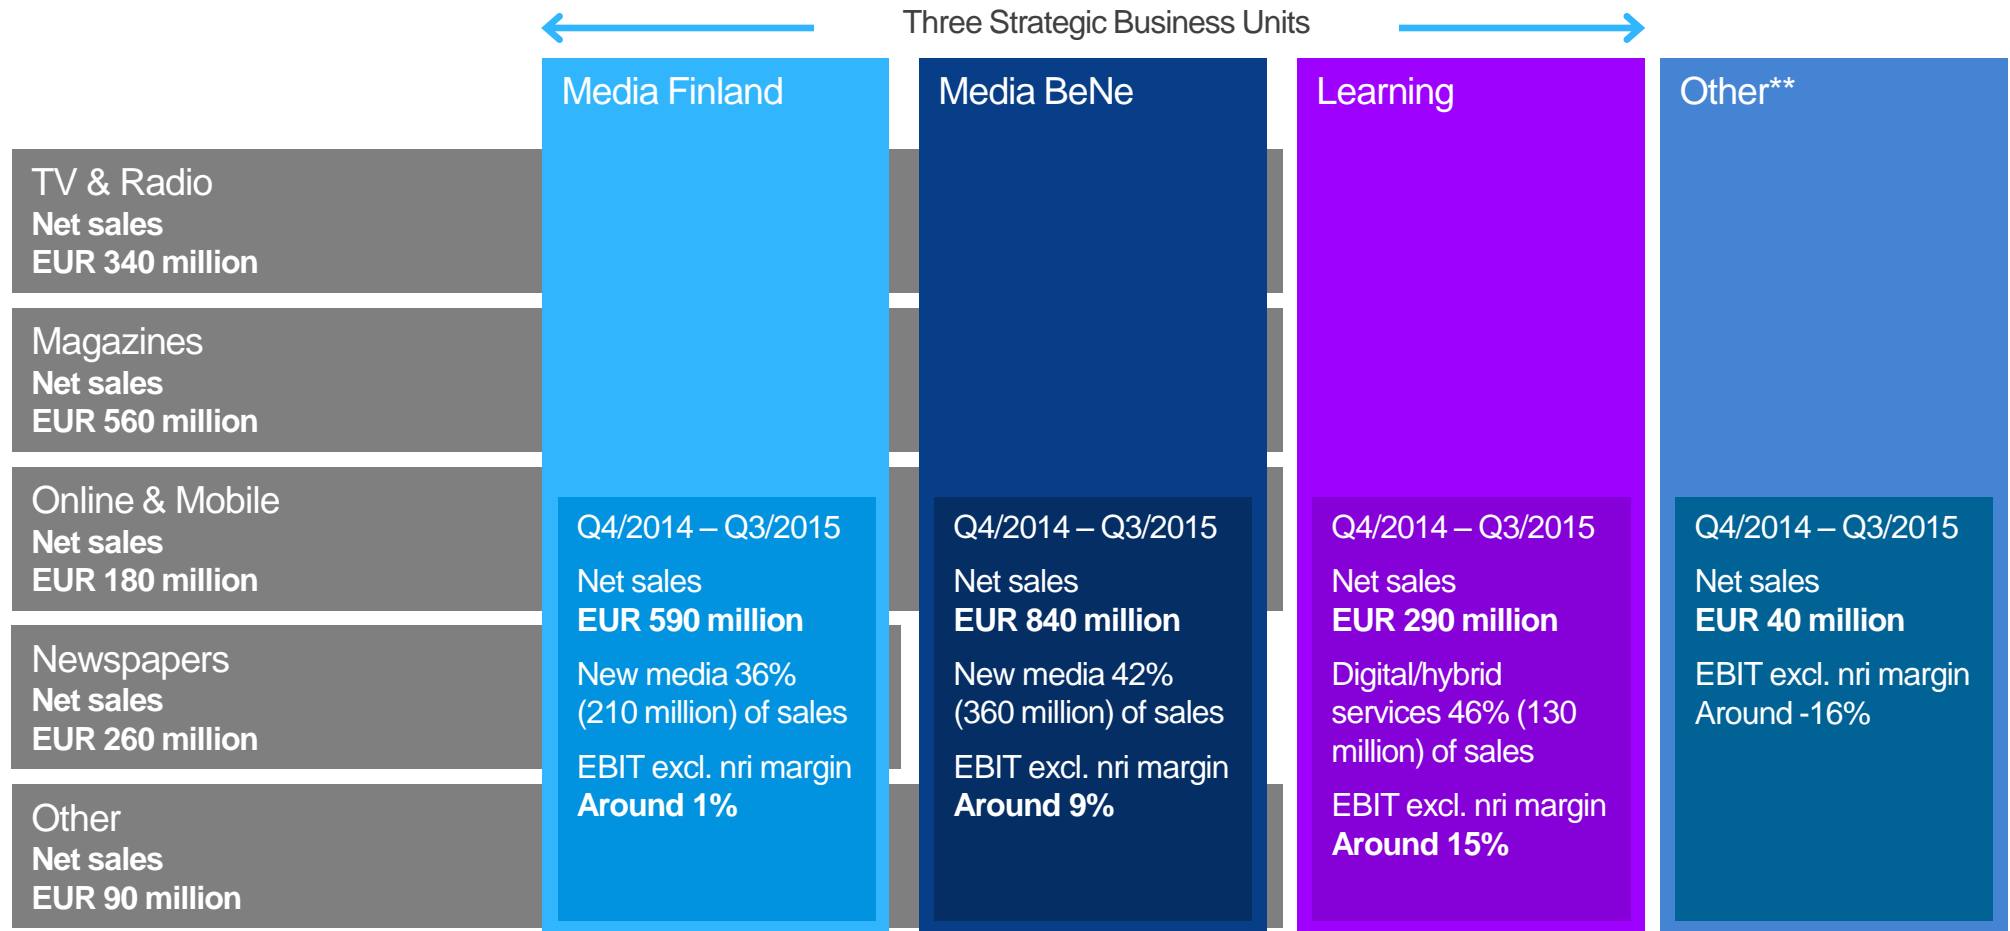 Three Strategic Business Units
Media Finland
Media BeNe
Learning
Other**
TV & Radio
Net sales
EUR 340 million
Magazines
Net sales
EUR 560 million
Online & Mobile
Net sales
EUR 180 million
Newspapers
Net sales
EUR 260 million
Other
Net sales
EUR 90 million
Q4/2014 – Q3/2015
Net sales
EUR 590 million
New media 36%
(210 million) of sales
EBIT excl. nri margin
Around 1%
Q4/2014 – Q3/2015
Net sales
EUR 840 million
New media 42%
(360 million) of sales
EBIT excl. nri margin
Around 9%
Q4/2014 – Q3/2015
Net sales
EUR 290 million
Digital/hybrid
services 46% (130
million) of sales
EBIT excl. nri margin
Around 15%
Q4/2014 – Q3/2015
Net sales
EUR 40 million
EBIT excl. nri margin
Around -16%